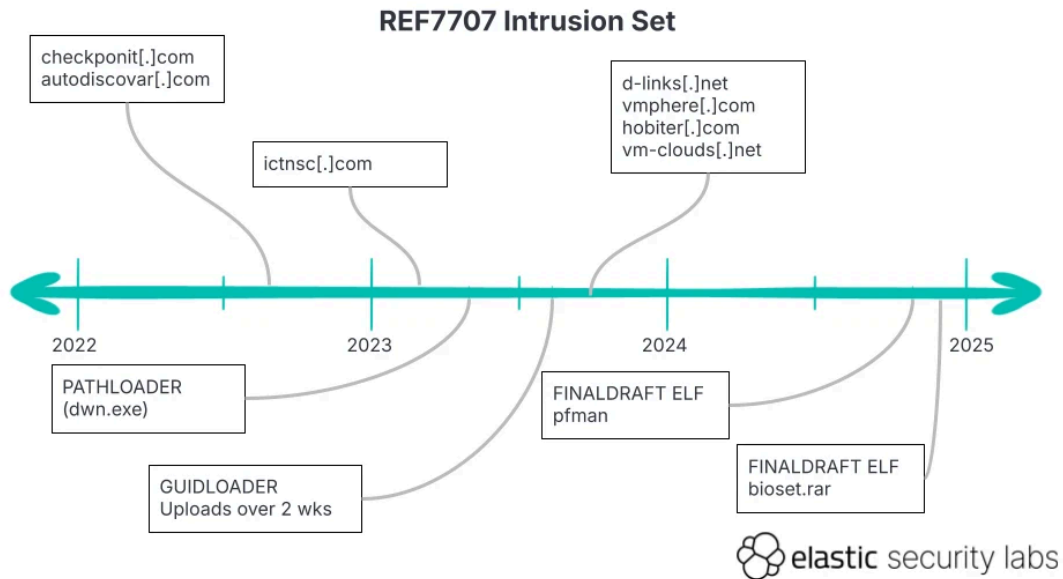 REF7707 Intrusion Set
checkponit[.]com
autodiscovar[.]com
ictnsc[.]com
d-links[.]net
vmphere[.]com
hobiter[.]com
vm-clouds[.]net
2022
2023
2024
2025
PATHLOADER
(dwn.exe)
GUIDLOADER
Uploads over 2 wks
FINALDRAFT ELF
pfman
FINALDRAFT ELF
bioset.rar
elastic security labs